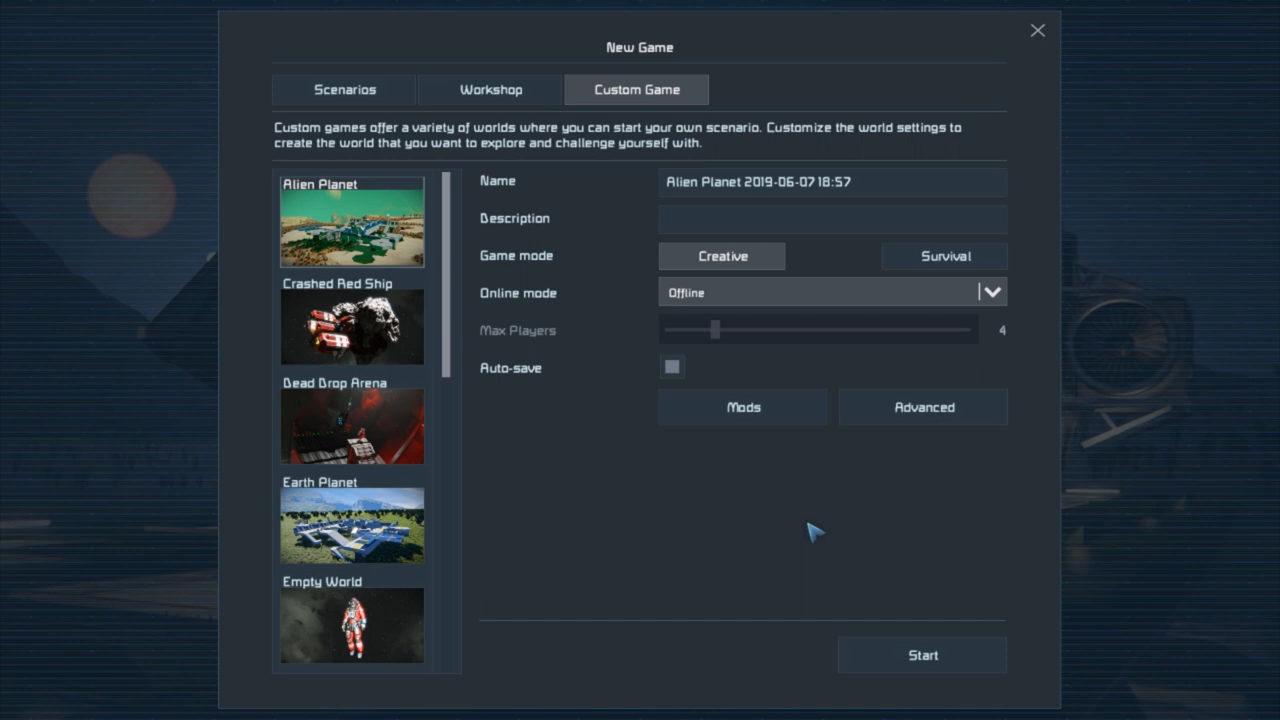 New Game
Scenarios
Workshop
Custom Game
Custom games offer a variety of worlds where you can start your own scenario. Customize the world settings to
create the world that you want to explore and challenge yourself with.
Alien Planet
Crashed Red Ship
Dead Drop Arena
Earth Planet
Empty World
Name
Alien Planet 2019-06-07 18:57
Description
Game mode
Creative
Survival
Online mode
Offline
Max Players
4
Auto-save
Mods
Advanced
Start